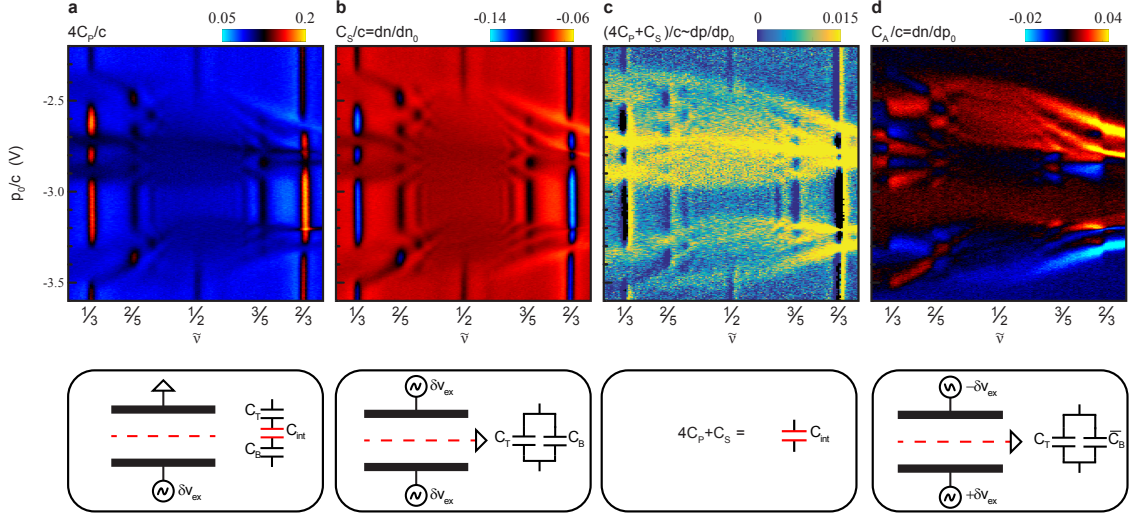 a 4C_P/c 0.05 0.2
b C_S/c=dn/dn_0 -0.14 -0.06
c (4C_P+C_S)/c~dp/dp_0 0 0.015
d C_A/c=dn/dp_0 -0.02 0.04
p_0/c (V)
-2.5
-3.0
-3.5
⅓ ⅖ ½ ⅗ ⅔
ṽ
⅓ ⅖ ½ ⅗ ⅔
ṽ
⅓ ⅖ ½ ⅗ ⅔
ṽ
⅓ ⅖ ½ ⅗ ⅔
ṽ
C_T
C_int
C_B
δv_ex
δv_ex
C_T C_B
δv_ex
4C_P+C_S = C_int
−δv_ex
C_T C̅_B
+δv_ex